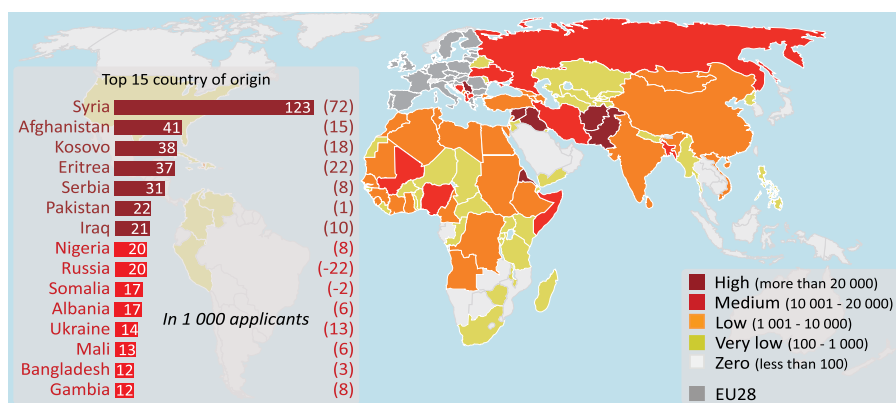 Top 15 country of origin
Syria 123 (72)
Afghanistan 41 (15)
Kosovo 38 (18)
Eritrea 37 (22)
Serbia 31 (8)
Pakistan 22 (1)
Iraq 21 (10)
Nigeria 20 (8)
Russia 20 (-22)
Somalia 17 (-2)
Albania 17 (6)
Ukraine 14 (13)
Mali 13 (6)
Bangladesh 12 (3)
Gambia 12 (8)
In 1 000 applicants
High (more than 20 000)
Medium (10 001 - 20 000)
Low (1 001 - 10 000)
Very low (100 - 1 000)
Zero (less than 100)
EU28